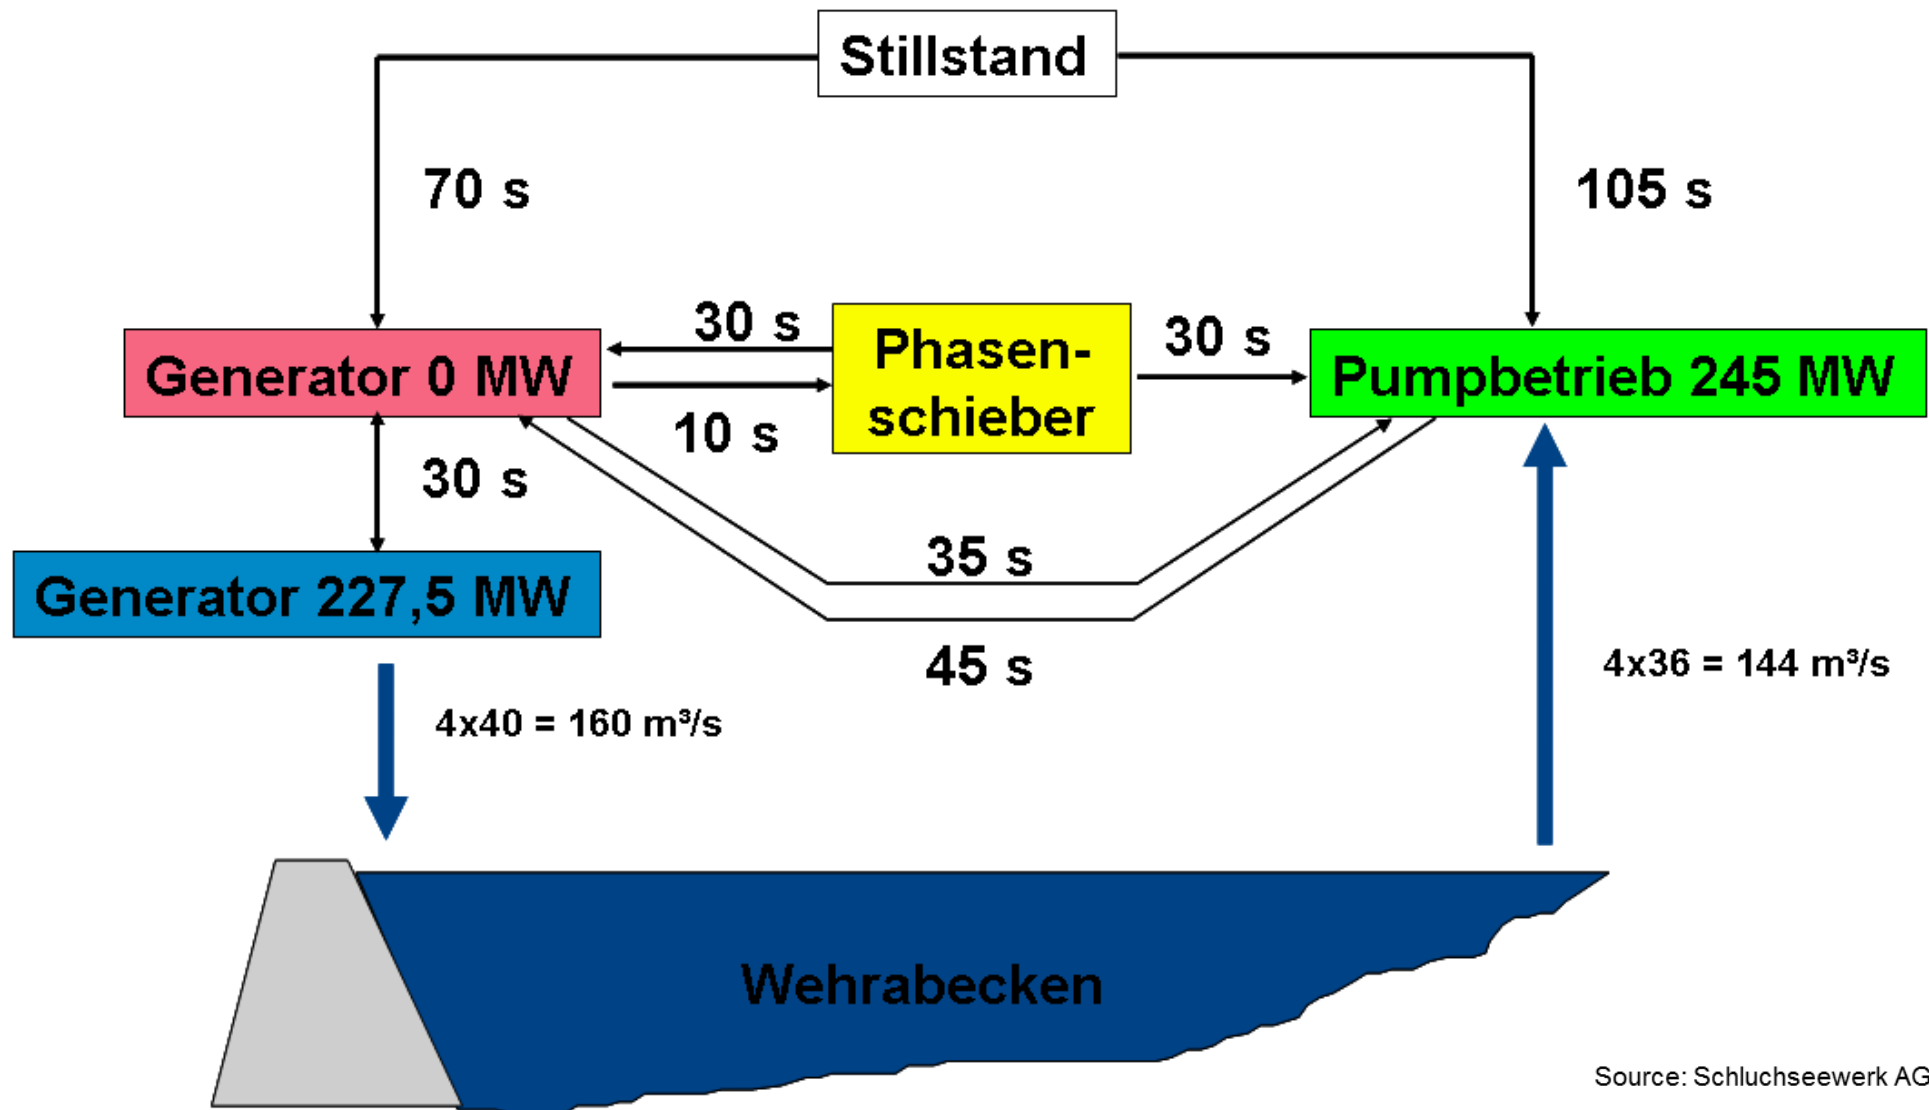 Stillstand
70 s
105 s
30 s
Phasen-
schieber
30 s
Generator 0 MW
Pumpbetrieb 245 MW
10 s
30 s
35 s
Generator 227,5 MW
45 s
4x36 = 144 m³/s
4x40 = 160 m³/s
Wehrabecken
Source: Schluchseewerk AG